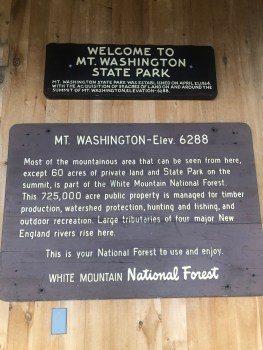 WELCOME TO
MT. WASHINGTON
STATE PARK
MT. WASHINGTON STATE PARK WAS ESTABLISHED ON APRIL
WITH THE ACQUISITION OF 59 ACRES OF LAND ON AND AROUND THE
SUMMIT OF MT. WASHINGTON, ELEVATION-6288.
MT. WASHINGTON-Elev. 6288
Most of the mountainous area that can be seen from here,
except 60 acres of private land and State Park on the
summit, is part of the White Mountain National Forest.
This 725,000 acre public property is managed for timber
production, watershed protection, hunting and fishing, and
outdoor recreation. Large tributaries of four major New
England rivers rise here.
This is your National Forest to use and enjoy.
WHITE MOUNTAIN National Forest